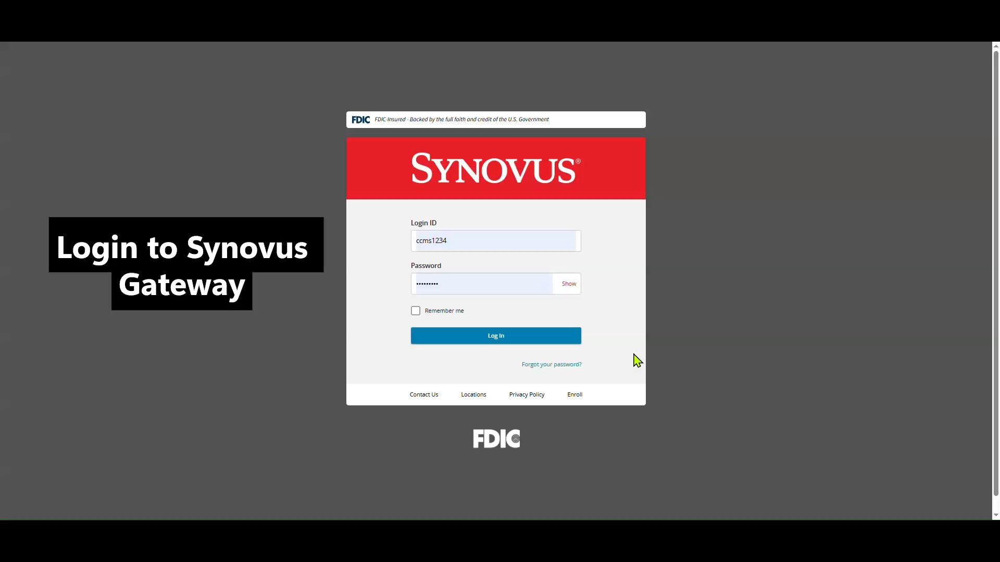 FDIC FDIC-Insured - Backed by the full faith and credit of the U.S. Government
SYNOVUS®
Login to Synovus
Gateway
Login ID
ccms1234
Password
••••••••• Show
Remember me
Log In
Forgot your password?
Contact Us Locations Privacy Policy Enroll
FDIC